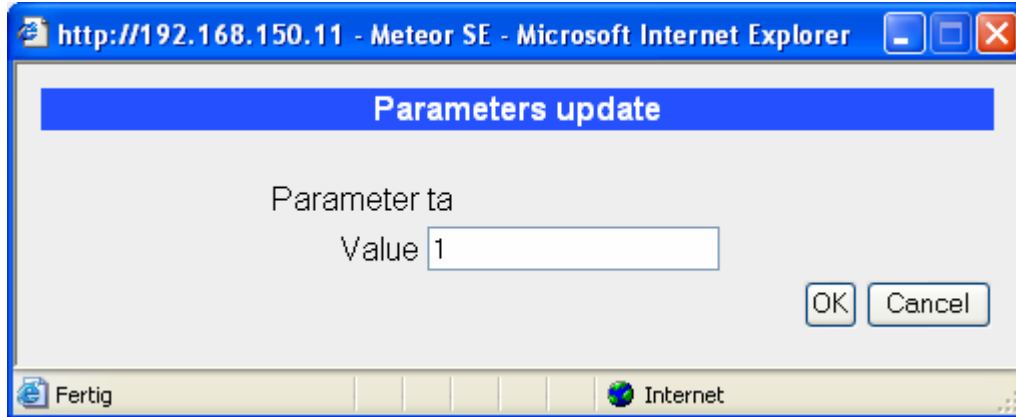 http://192.168.150.11 - Meteor SE - Microsoft Internet Explorer
Parameters update
Parameter ta
Value 1
OK Cancel
Fertig Internet